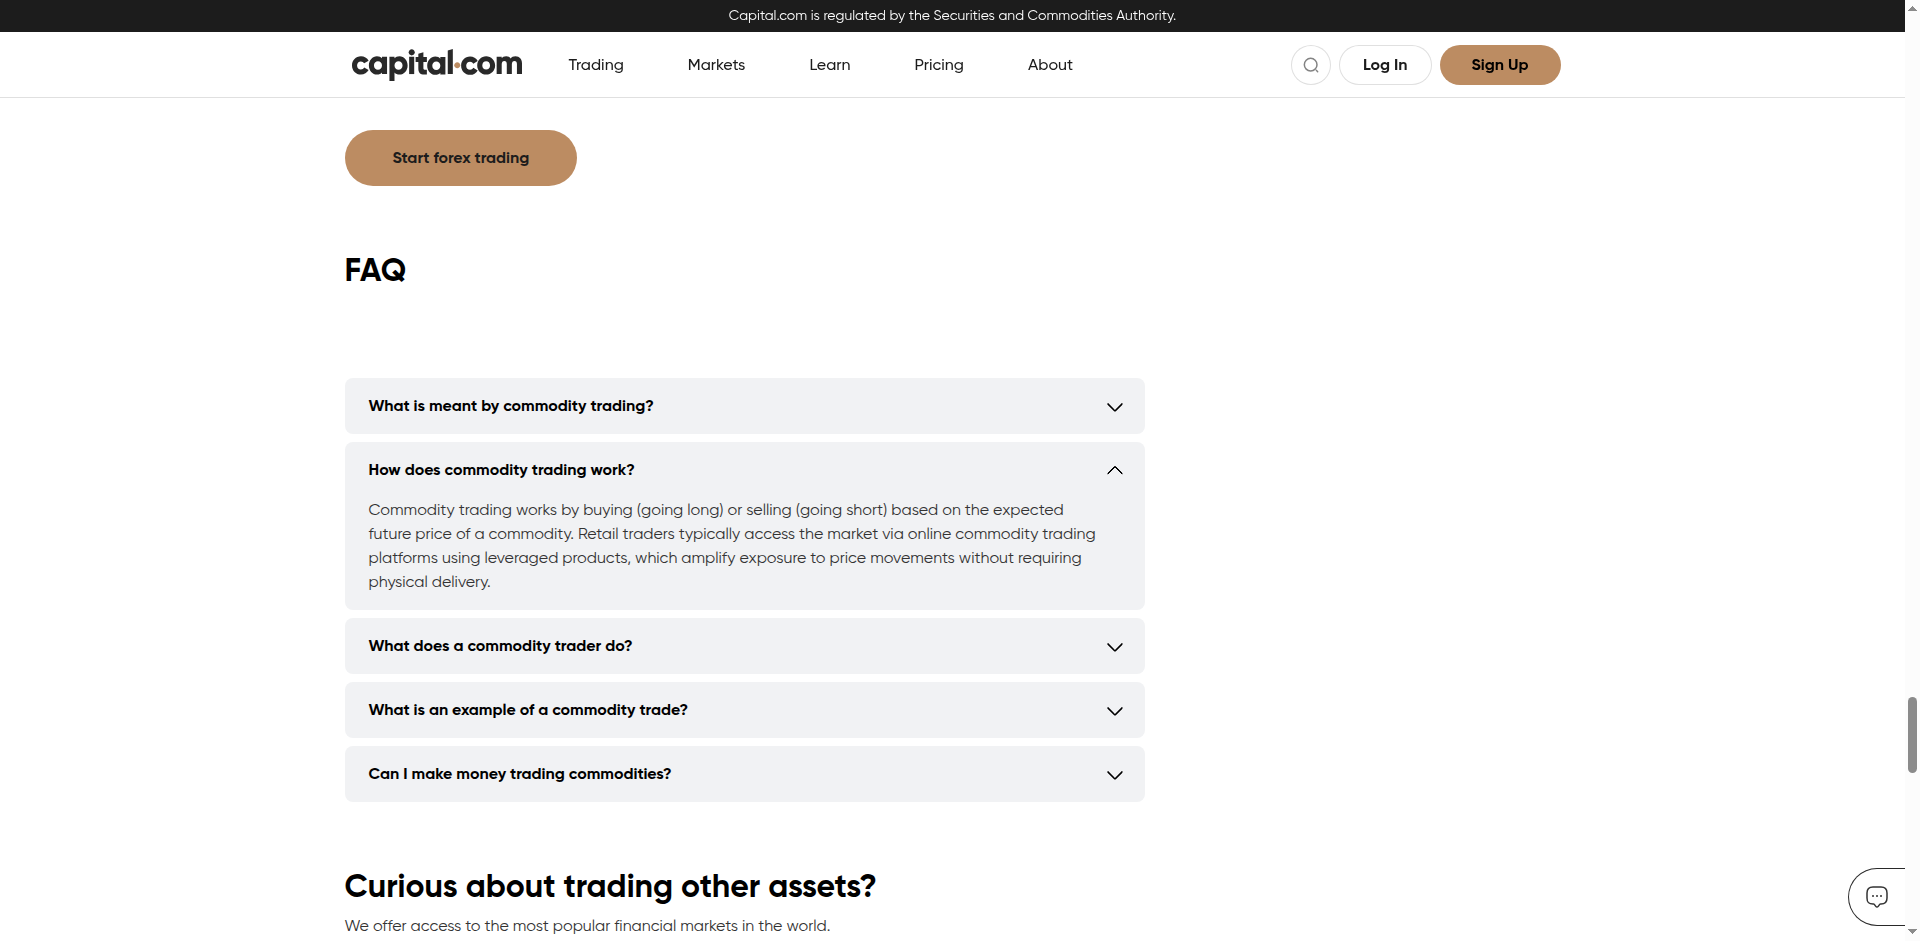 Capital.com is regulated by the Securities and Commodities Authority.
capital.com
Trading
Markets
Learn
Pricing
About
Log In
Sign Up
Start forex trading
FAQ
What is meant by commodity trading?
How does commodity trading work?
Commodity trading works by buying (going long) or selling (going short) based on the expected
future price of a commodity. Retail traders typically access the market via online commodity trading
platforms using leveraged products, which amplify exposure to price movements without requiring
physical delivery.
What does a commodity trader do?
What is an example of a commodity trade?
Can I make money trading commodities?
Curious about trading other assets?
We offer access to the most popular financial markets in the world.